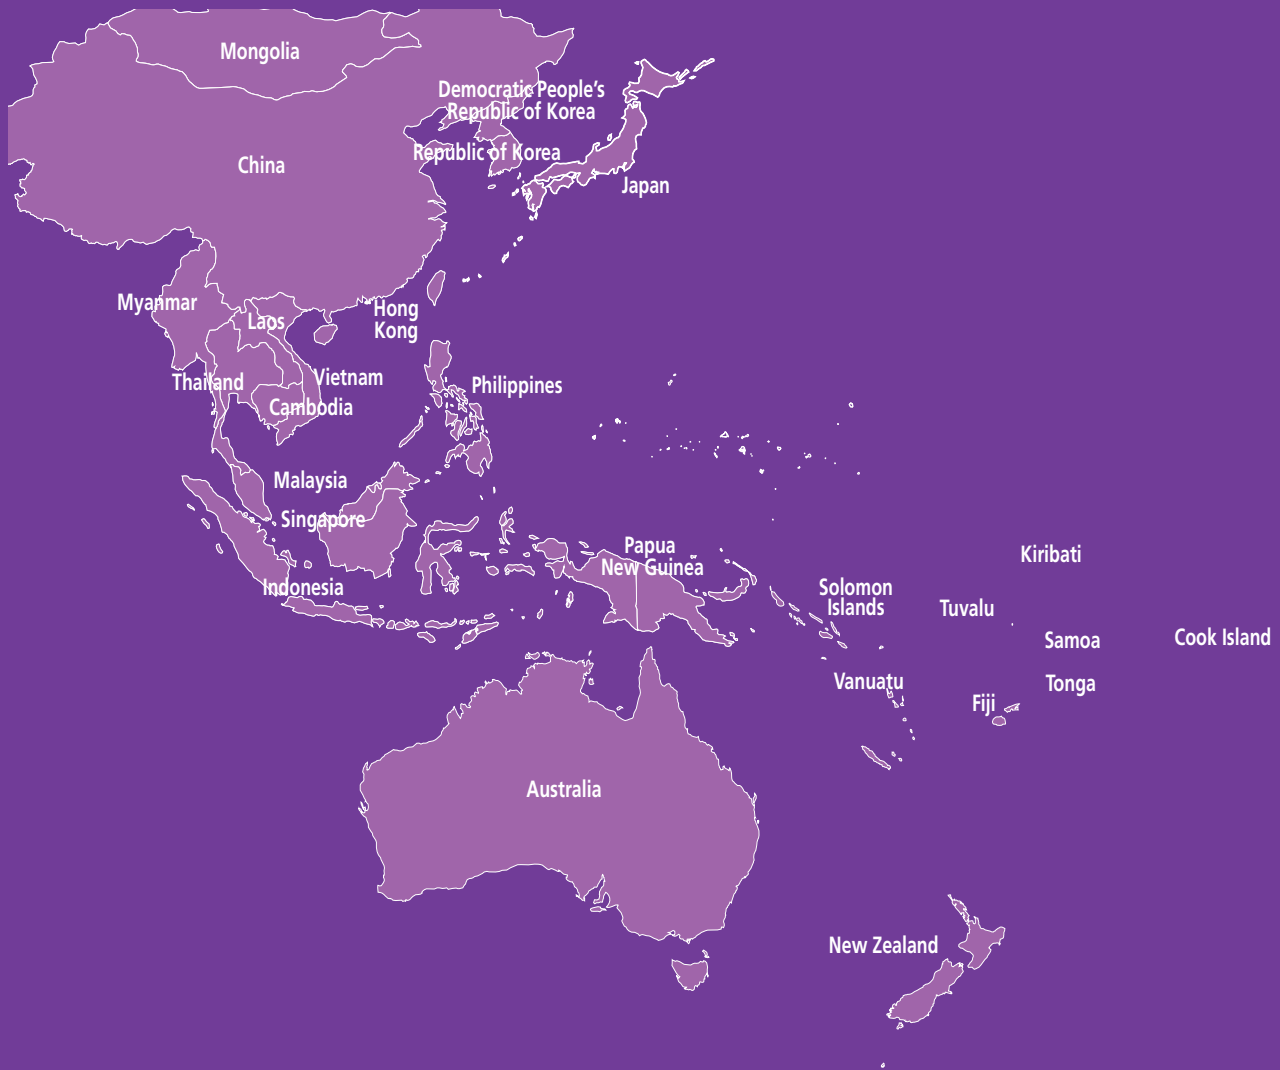 Mongolia
Democratic People's
Republic of Korea
Republic of Korea
China
Japan
Myanmar
Hong
Kong
Laos
Thailand
Vietnam
Philippines
Cambodia
Malaysia
Singapore
Papua
New Guinea
Kiribati
Indonesia
Solomon
Islands
Tuvalu
Samoa
Cook Island
Vanuatu
Tonga
Fiji
Australia
New Zealand